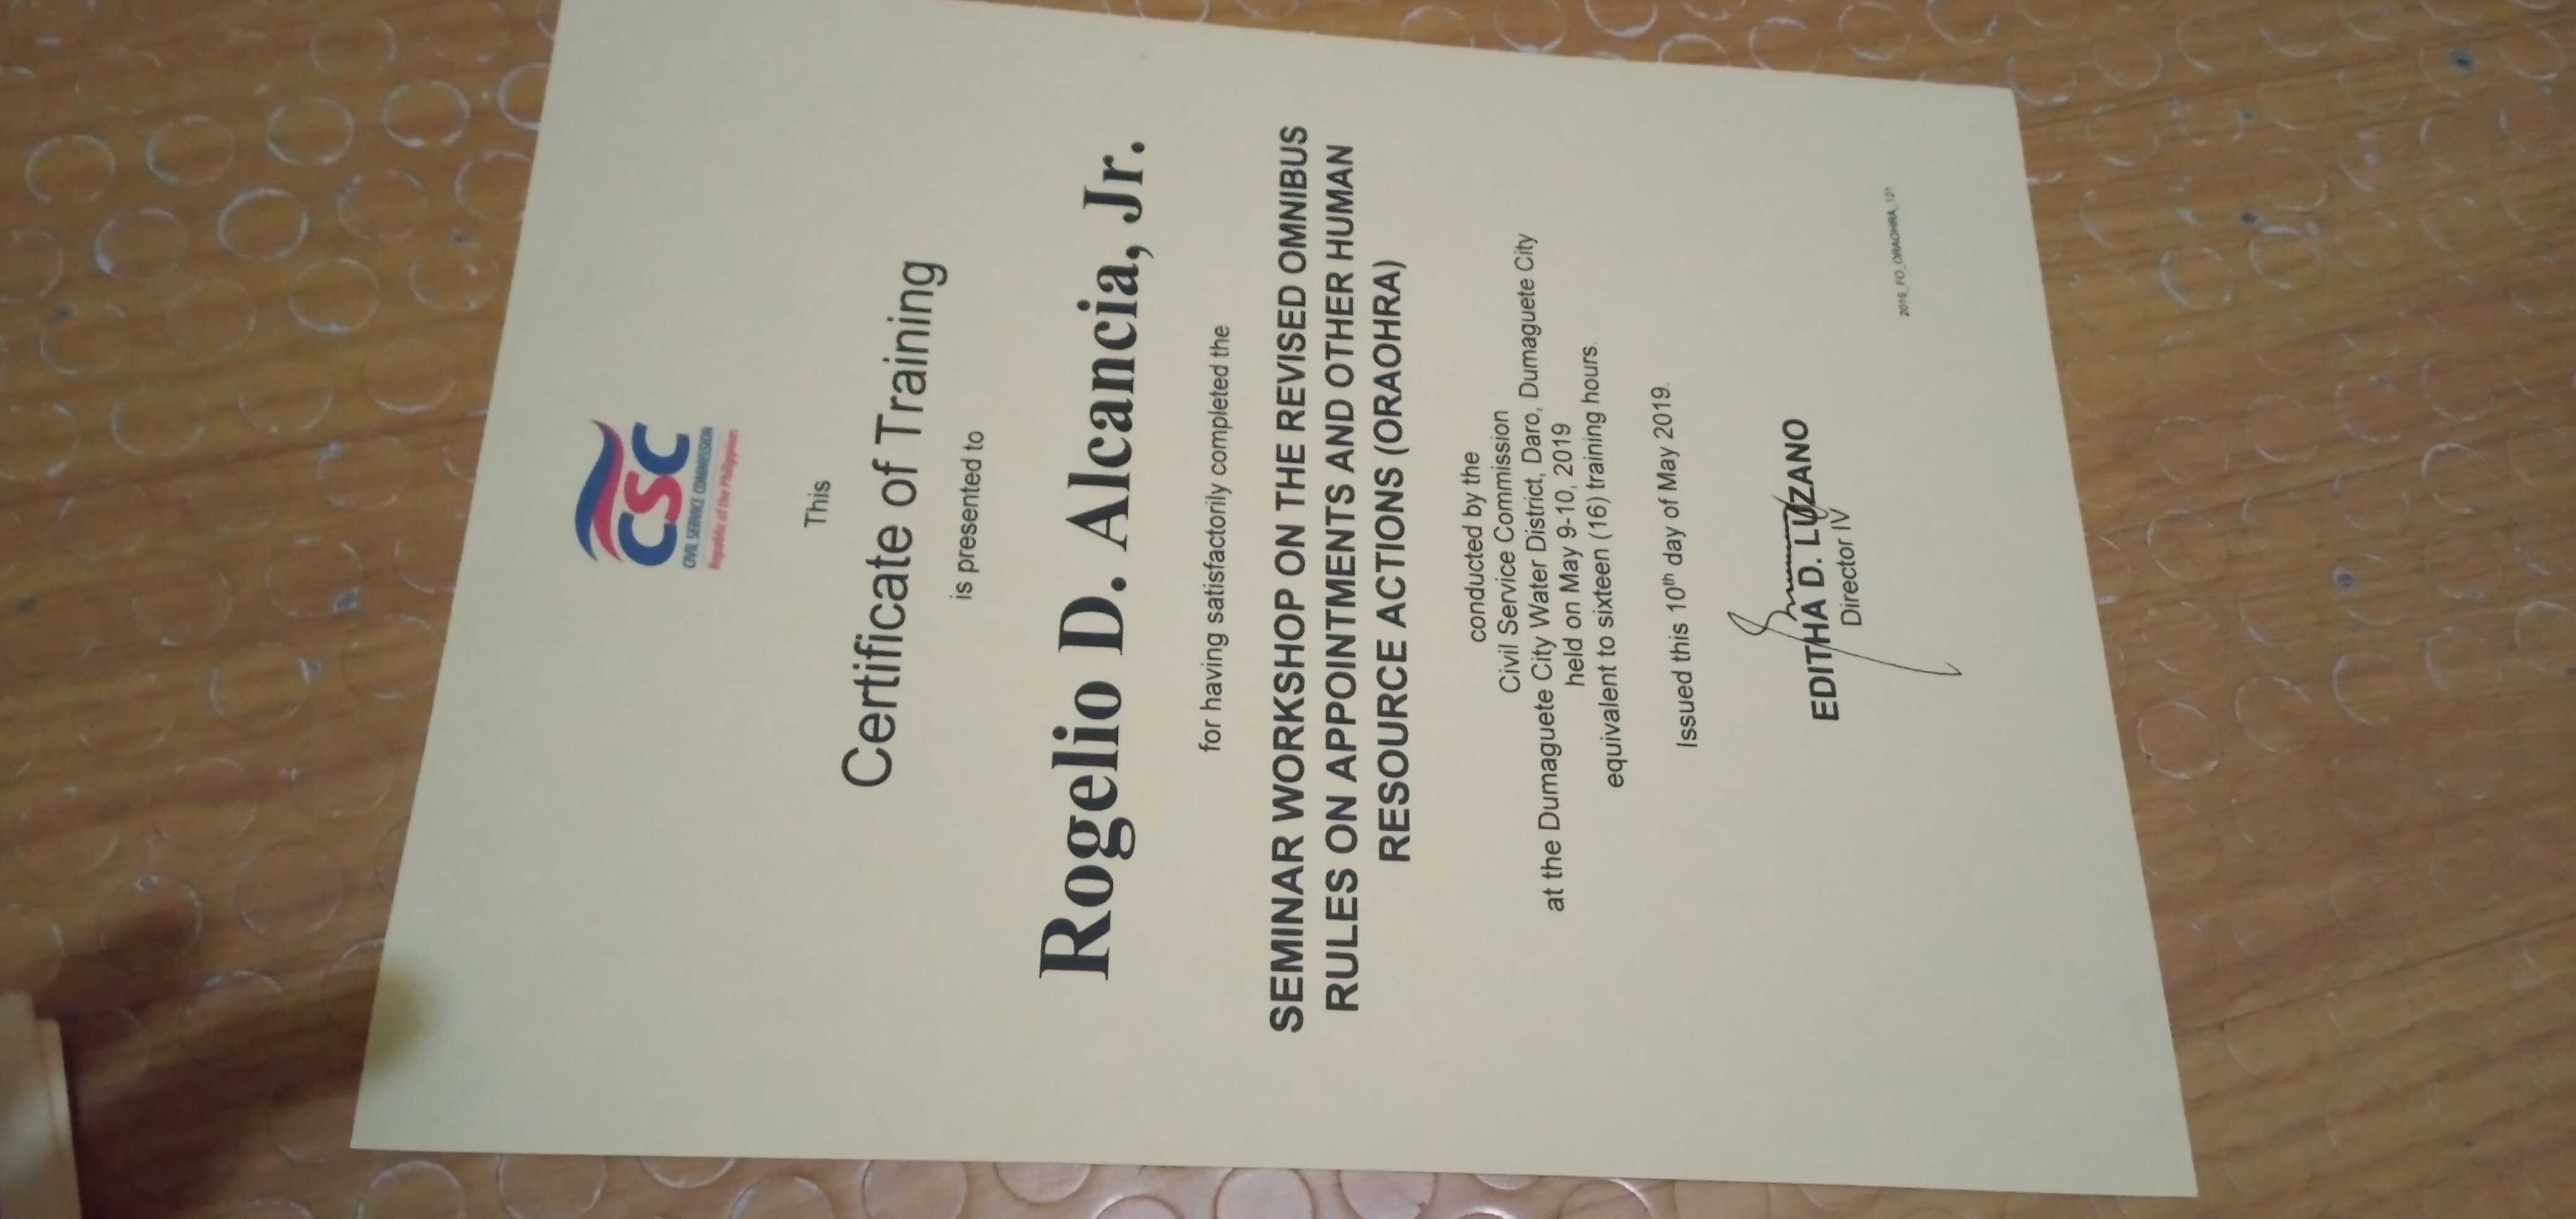 CSC
CIVIL SERVICE COMMISSION
Republic of the Philippines
This
Certificate of Training
is presented to
Rogelio D. Alcancia, Jr.
for having satisfactorily completed the
SEMINAR WORKSHOP ON THE REVISED OMNIBUS
RULES ON APPOINTMENTS AND OTHER HUMAN
RESOURCE ACTIONS (ORAOHRA)
conducted by the
Civil Service Commission
at the Dumaguete City Water District, Daro, Dumaguete City
held on May 9-10, 2019
equivalent to sixteen (16) training hours.
Issued this 10th day of May 2019.
EDITHA D. LUZANO
Director IV
2019_FO_ORAOHRA_121